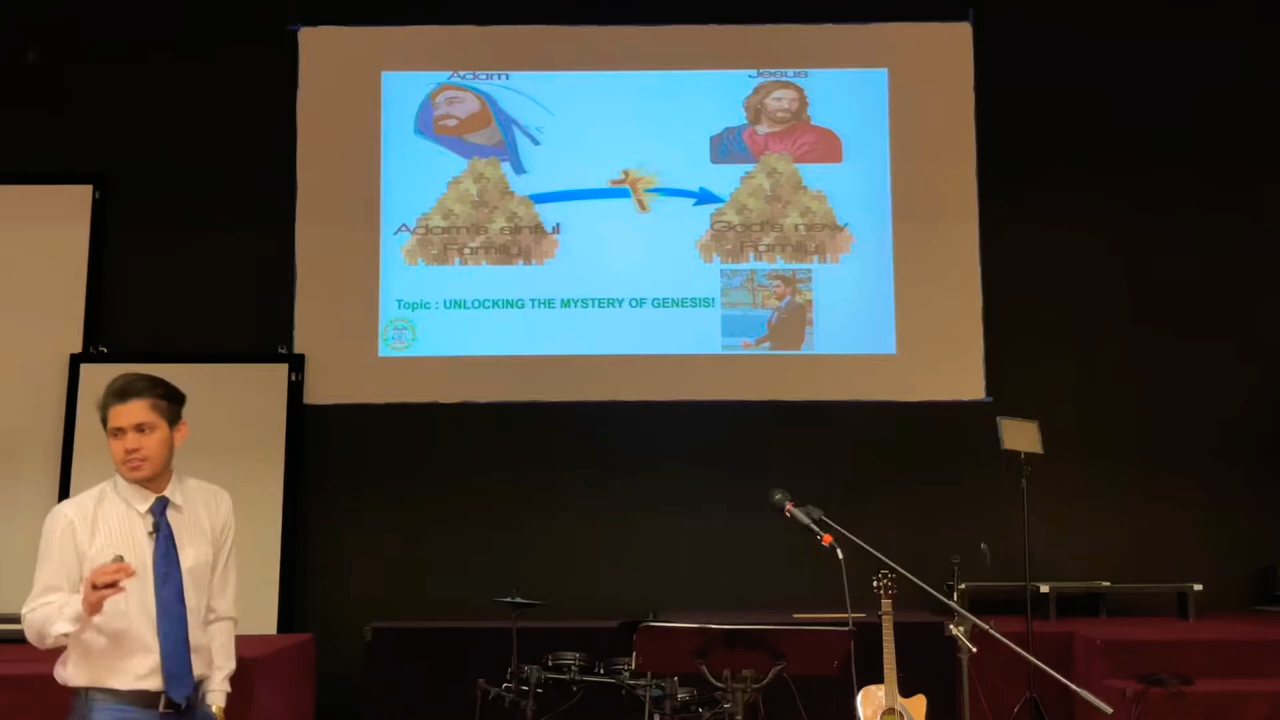 Adam
Jesus
Adam's sinful
Family
God's new
Family
Topic : UNLOCKING THE MYSTERY OF GENESIS!